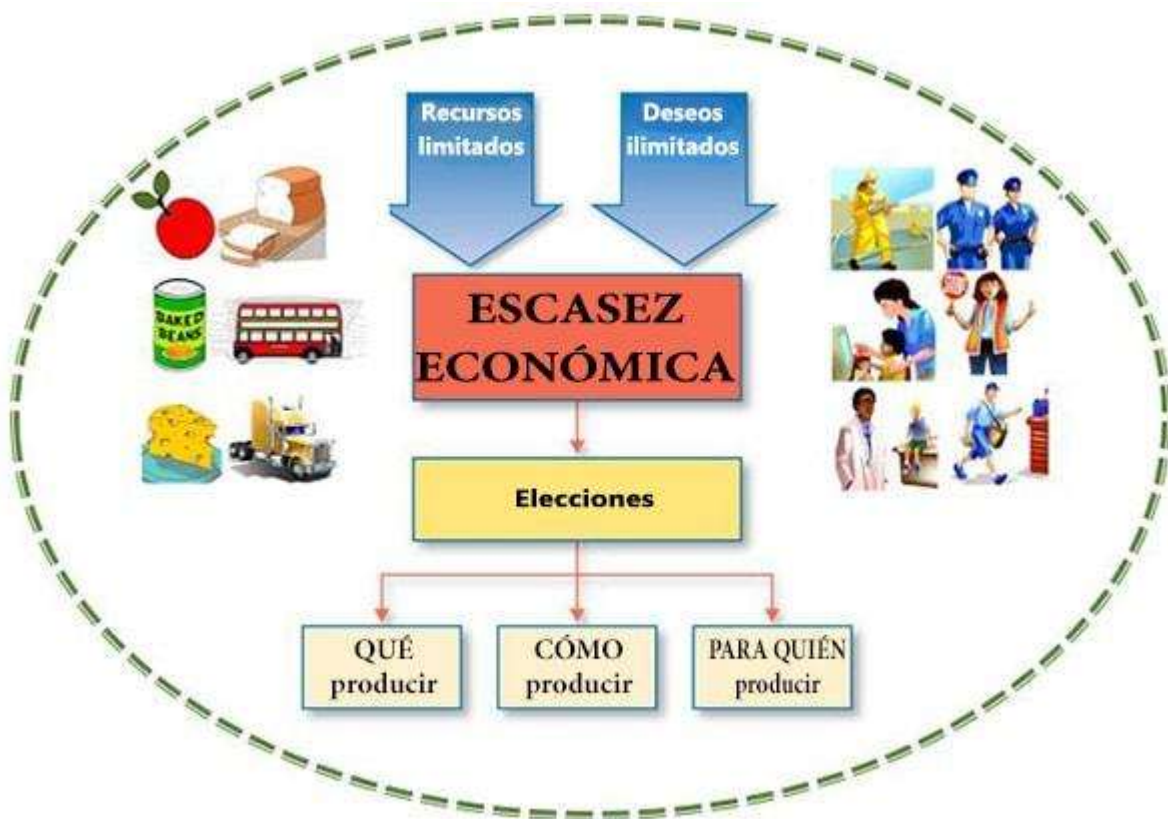 Recursos
limitados
Deseos
ilimitados
ESCASEZ
ECONÓMICA
BAKED
BEANS
Elecciones
QUÉ
producir
CÓMO
producir
PARA QUIÉN
producir